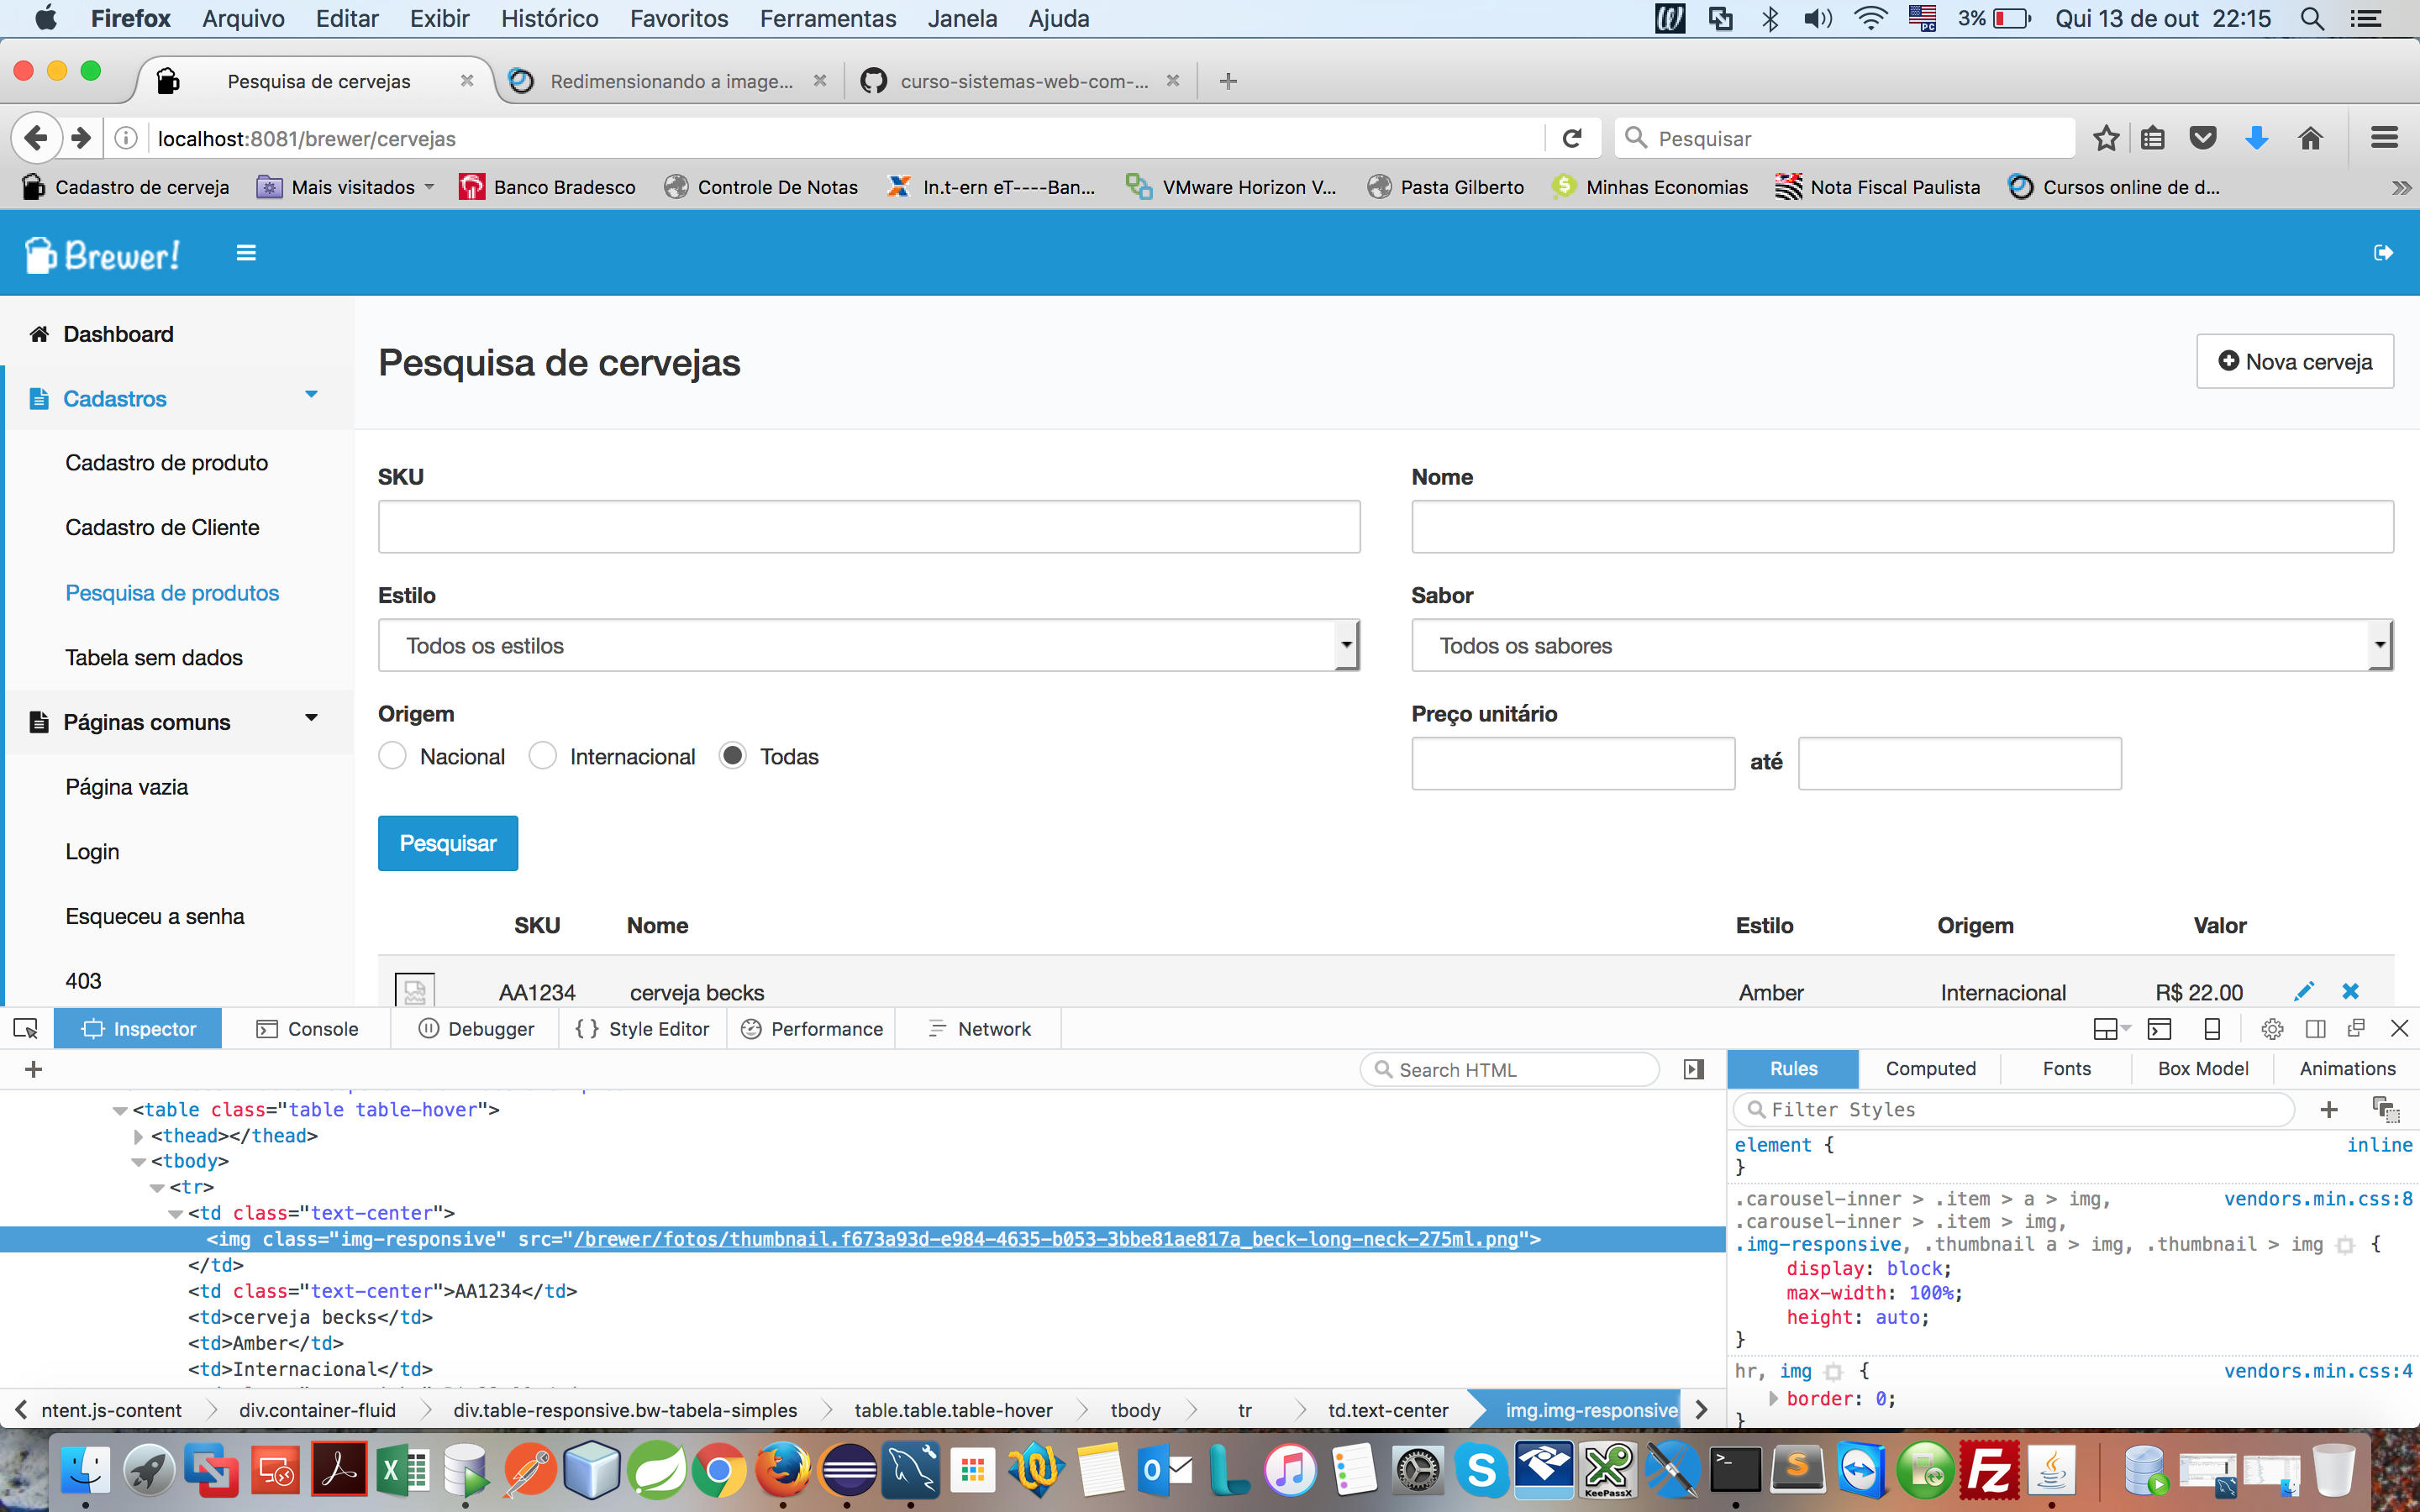 Firefox Arquivo Editar Exibir Histórico Favoritos Ferramentas Janela Ajuda 3% Qui 13 de out 22:15
Pesquisa de cervejas Redimensionando a image... curso-sistemas-web-com-...
localhost:8081/brewer/cervejas Pesquisar
Cadastro de cerveja Mais visitados Banco Bradesco Controle De Notas In.t-ern eT----Ban... VMware Horizon V... Pasta Gilberto Minhas Economias Nota Fiscal Paulista Cursos online de d...
Brewer!
Dashboard
Cadastros
Cadastro de produto
Cadastro de Cliente
Pesquisa de produtos
Tabela sem dados
Páginas comuns
Página vazia
Login
Esqueceu a senha
403
Pesquisa de cervejas Nova cerveja
SKU Nome
Estilo Sabor
Todos os estilos Todos os sabores
Origem Preço unitário
Nacional Internacional Todas até
Pesquisar
SKU Nome Estilo Origem Valor
AA1234 cerveja becks Amber Internacional R$ 22.00
Inspector Console Debugger Style Editor Performance Network
Search HTML
<table class="table table-hover">
<thead></thead>
<tbody>
<tr>
<td class="text-center">
<img class="img-responsive" src="/brewer/fotos/thumbnail.f673a93d-e984-4635-b053-3bbe81ae817a_beck-long-neck-275ml.png">
</td>
<td class="text-center">AA1234</td>
<td>cerveja becks</td>
<td>Amber</td>
<td>Internacional</td>
ntent.js-content div.container-fluid div.table-responsive.bw-tabela-simples table.table.table-hover tbody tr td.text-center img.img-responsive
Rules Computed Fonts Box Model Animations
Filter Styles
element { inline
}
.carousel-inner > .item > a > img, vendors.min.css:8
.carousel-inner > .item > img,
.img-responsive, .thumbnail a > img, .thumbnail > img {
display: block;
max-width: 100%;
height: auto;
}
hr, img { vendors.min.css:4
border: 0;
}
KeePassX